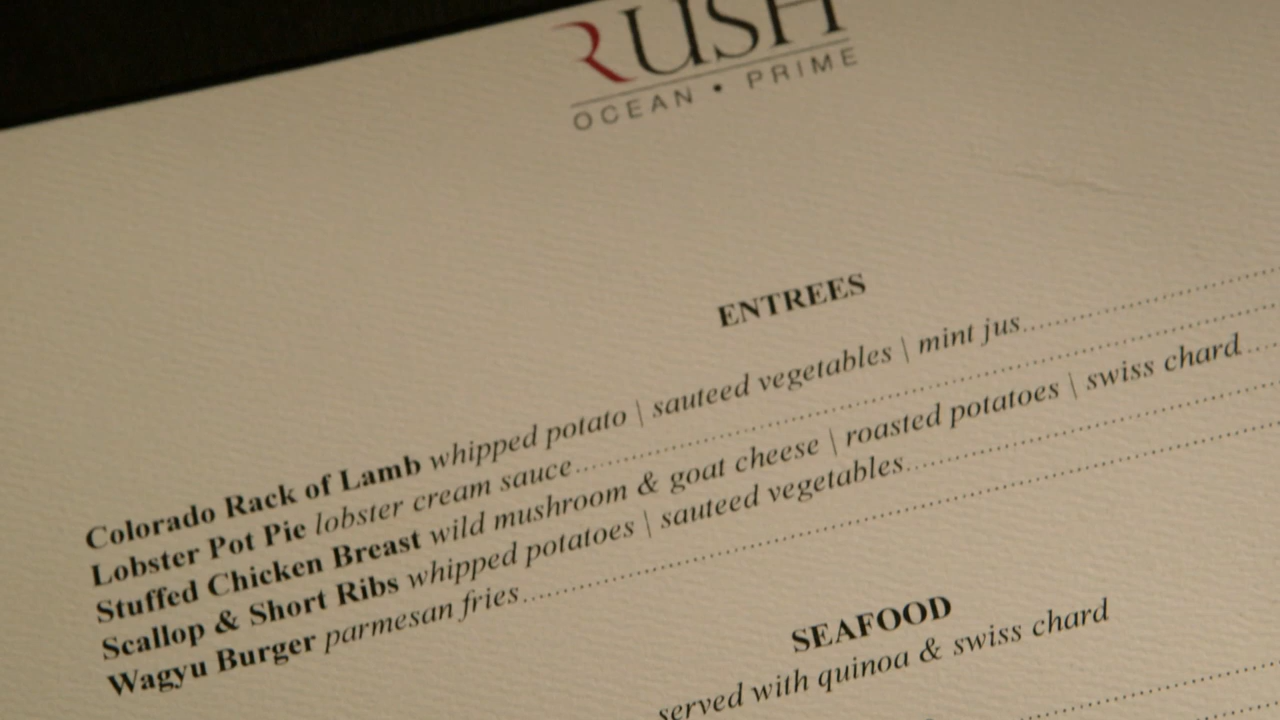 RUSH
OCEAN • PRIME
ENTREES
Colorado Rack of Lamb whipped potato | sauteed vegetables | mint jus
Lobster Pot Pie lobster cream sauce
Stuffed Chicken Breast wild mushroom & goat cheese | roasted potatoes | swiss chard
Scallop & Short Ribs whipped potatoes | sauteed vegetables
Wagyu Burger parmesan fries
SEAFOOD
served with quinoa & swiss chard